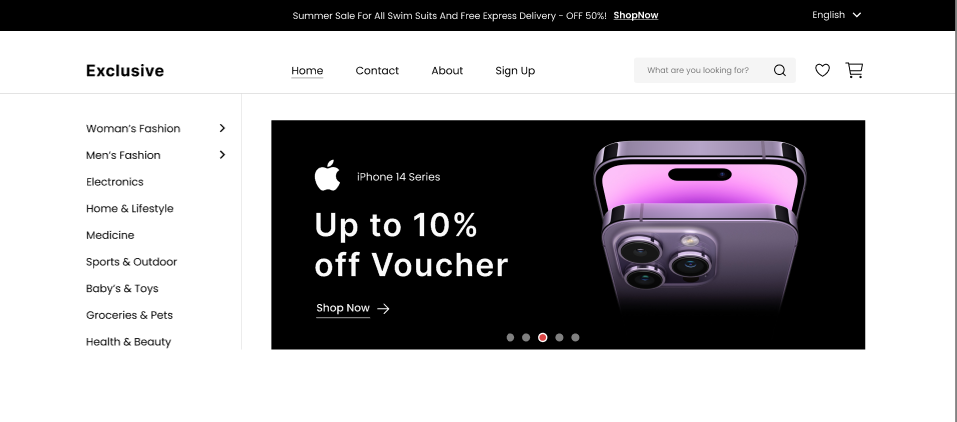 Summer Sale For All Swim Suits And Free Express Delivery - OFF 50%! ShopNow
English
Exclusive
Home
Contact
About
Sign Up
What are you looking for?
Woman's Fashion
Men's Fashion
Electronics
Home & Lifestyle
Medicine
Sports & Outdoor
Baby's & Toys
Groceries & Pets
Health & Beauty
iPhone 14 Series
Up to 10%
off Voucher
Shop Now